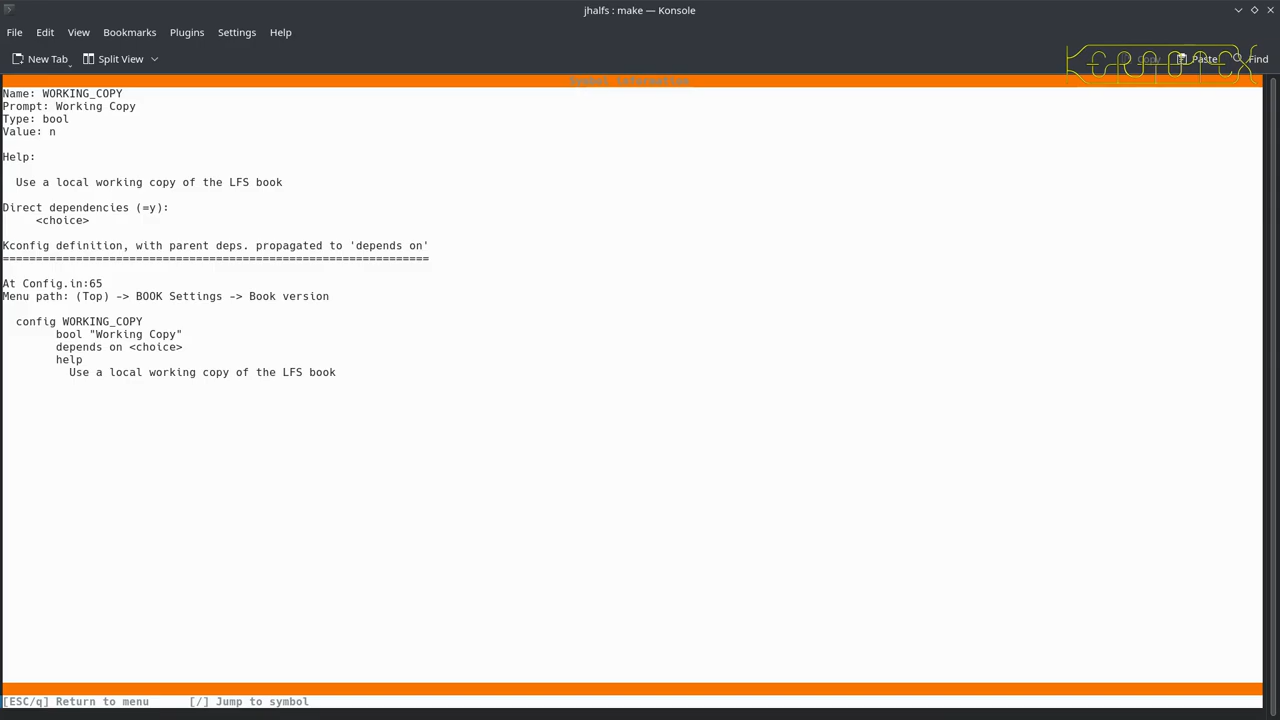 jhalfs : make — Konsole
File Edit View Bookmarks Plugins Settings Help
New Tab Split View Copy Paste Find
Symbol information
Name: WORKING_COPY
Prompt: Working Copy
Type: bool
Value: n
Help:
Use a local working copy of the LFS book
Direct dependencies (=y):
<choice>
Kconfig definition, with parent deps. propagated to 'depends on'
================================================================
At Config.in:65
Menu path: (Top) -> BOOK Settings -> Book version
config WORKING_COPY
bool "Working Copy"
depends on <choice>
help
Use a local working copy of the LFS book
[ESC/q] Return to menu [/] Jump to symbol